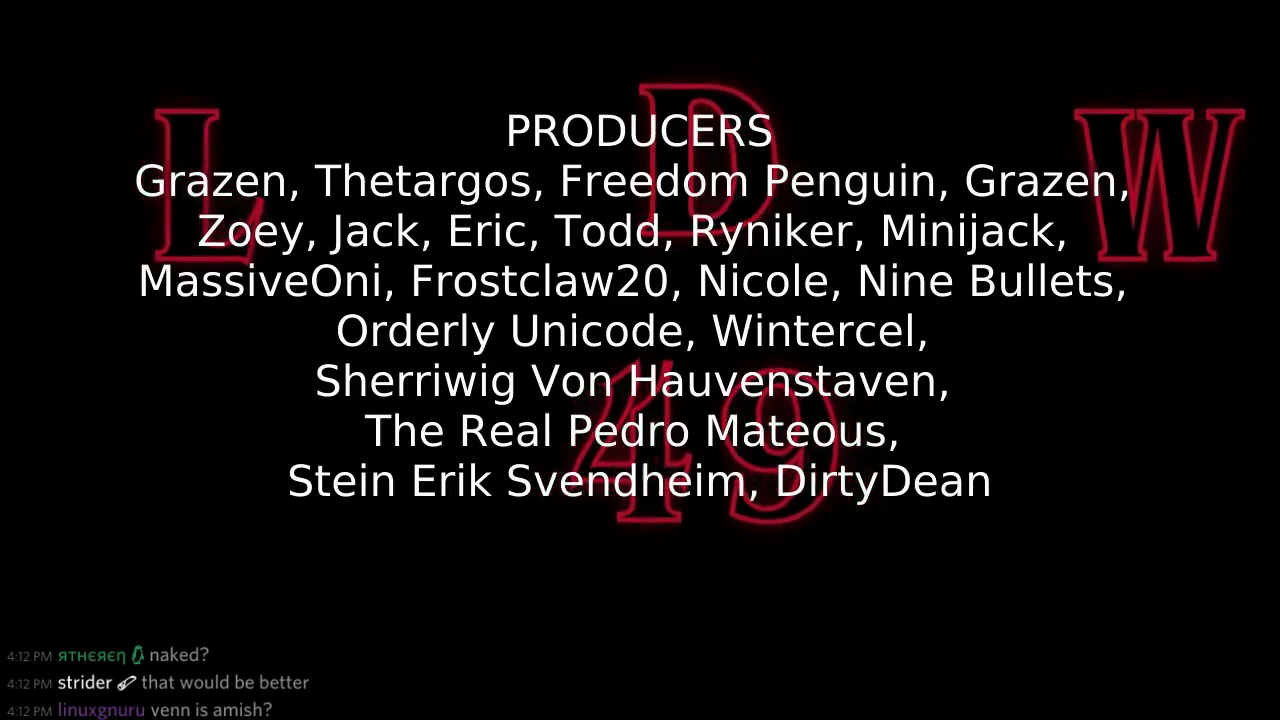 L D W
PRODUCERS
Grazen, Thetargos, Freedom Penguin, Grazen,
Zoey, Jack, Eric, Todd, Ryniker, Minijack,
MassiveOni, Frostclaw20, Nicole, Nine Bullets,
Orderly Unicode, Wintercel,
Sherriwig Von Hauvenstaven,
The Real Pedro Mateous,
Stein Erik Svendheim, DirtyDean
49
4:12 PM ятнєяєη naked?
4:12 PM strider that would be better
4:12 PM linuxgnuru venn is amish?